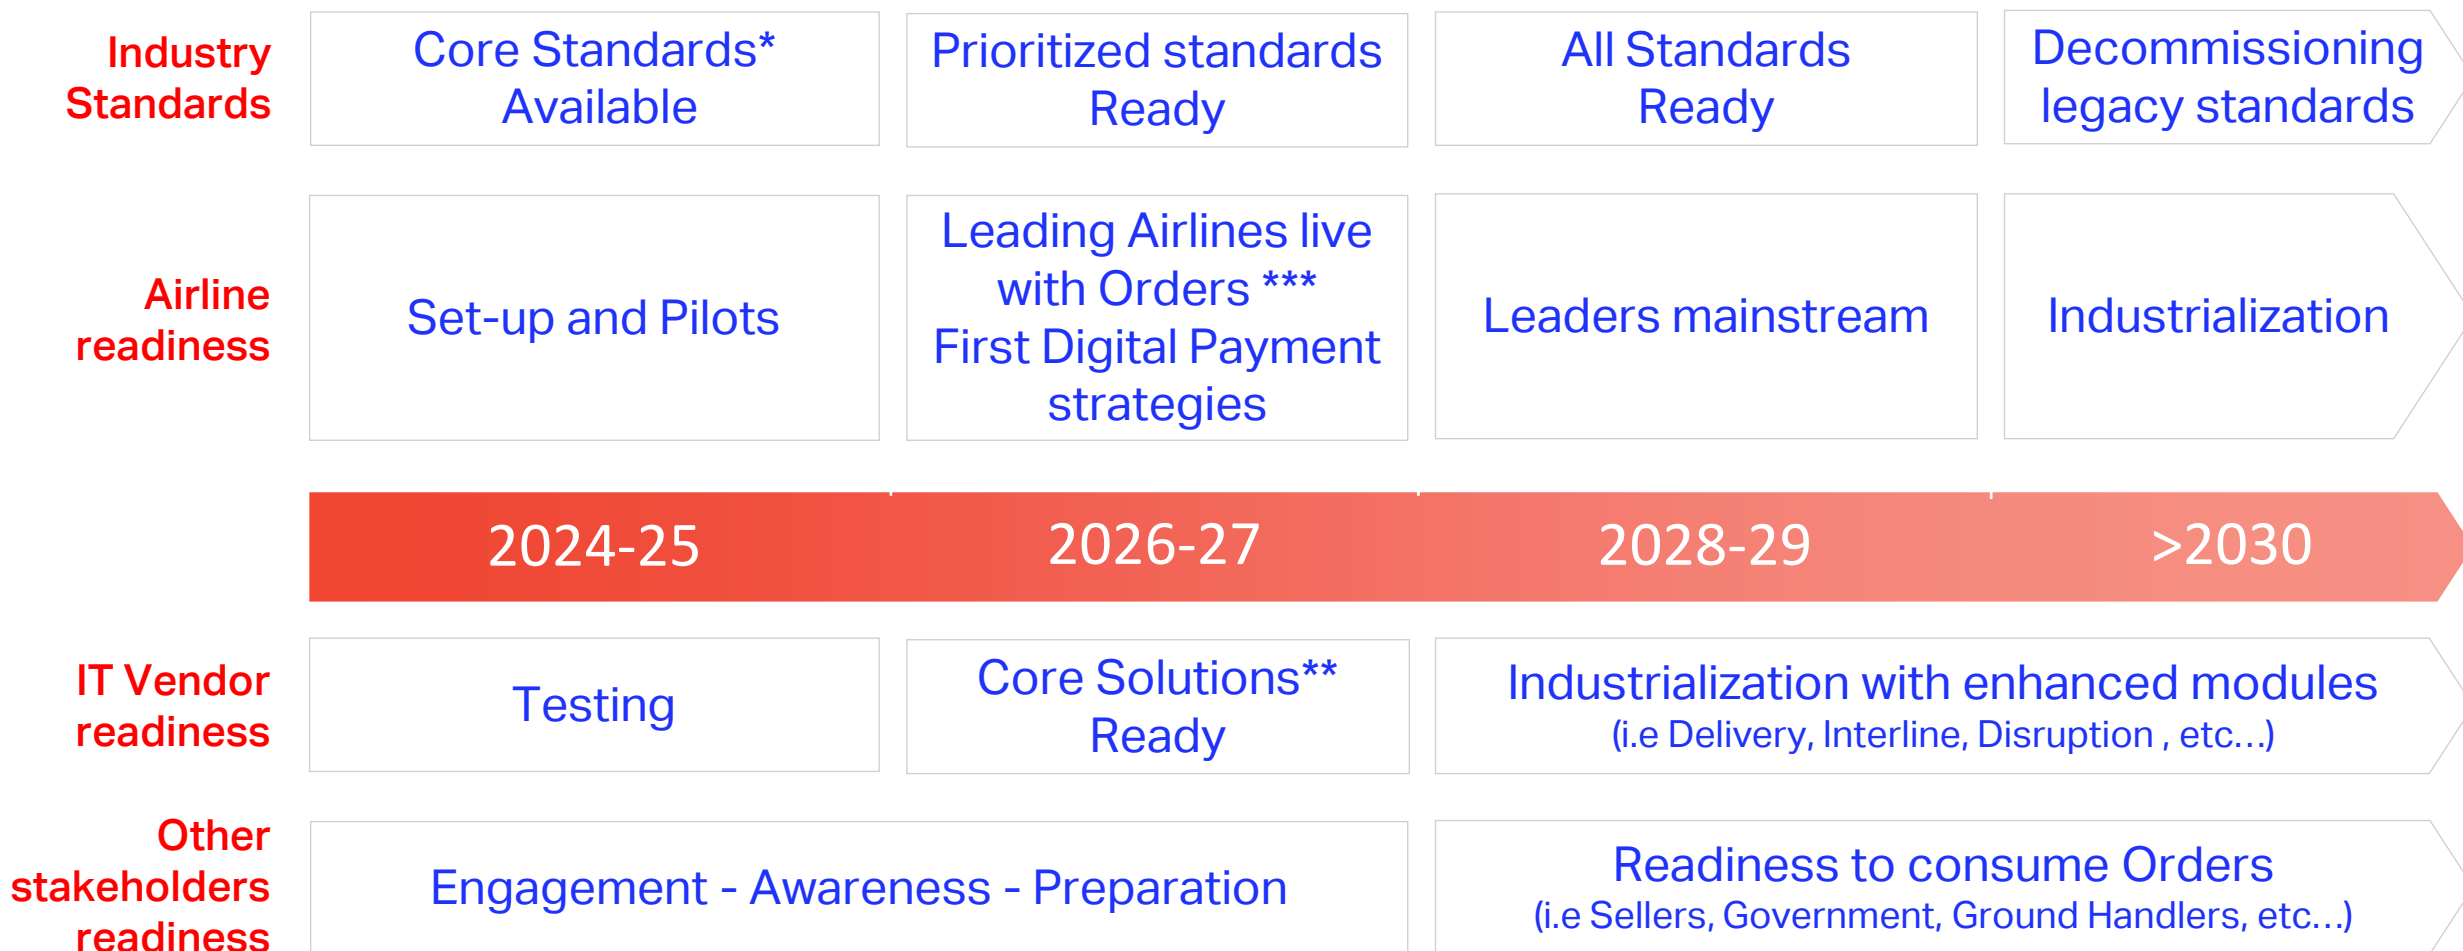 Industry
Standards
Core Standards*
Available
Prioritized standards
Ready
All Standards
Ready
Decommissioning
legacy standards
Airline
readiness
Set-up and Pilots
Leading Airlines live
with Orders ***
First Digital Payment
strategies
Leaders mainstream
Industrialization
2024-25
2026-27
2028-29
>2030
IT Vendor
readiness
Testing
Core Solutions**
Ready
Industrialization with enhanced modules
(i.e Delivery, Interline, Disruption , etc...)
Other
stakeholders
readiness
Engagement - Awareness - Preparation
Readiness to consume Orders
(i.e Sellers, Government, Ground Handlers, etc...)